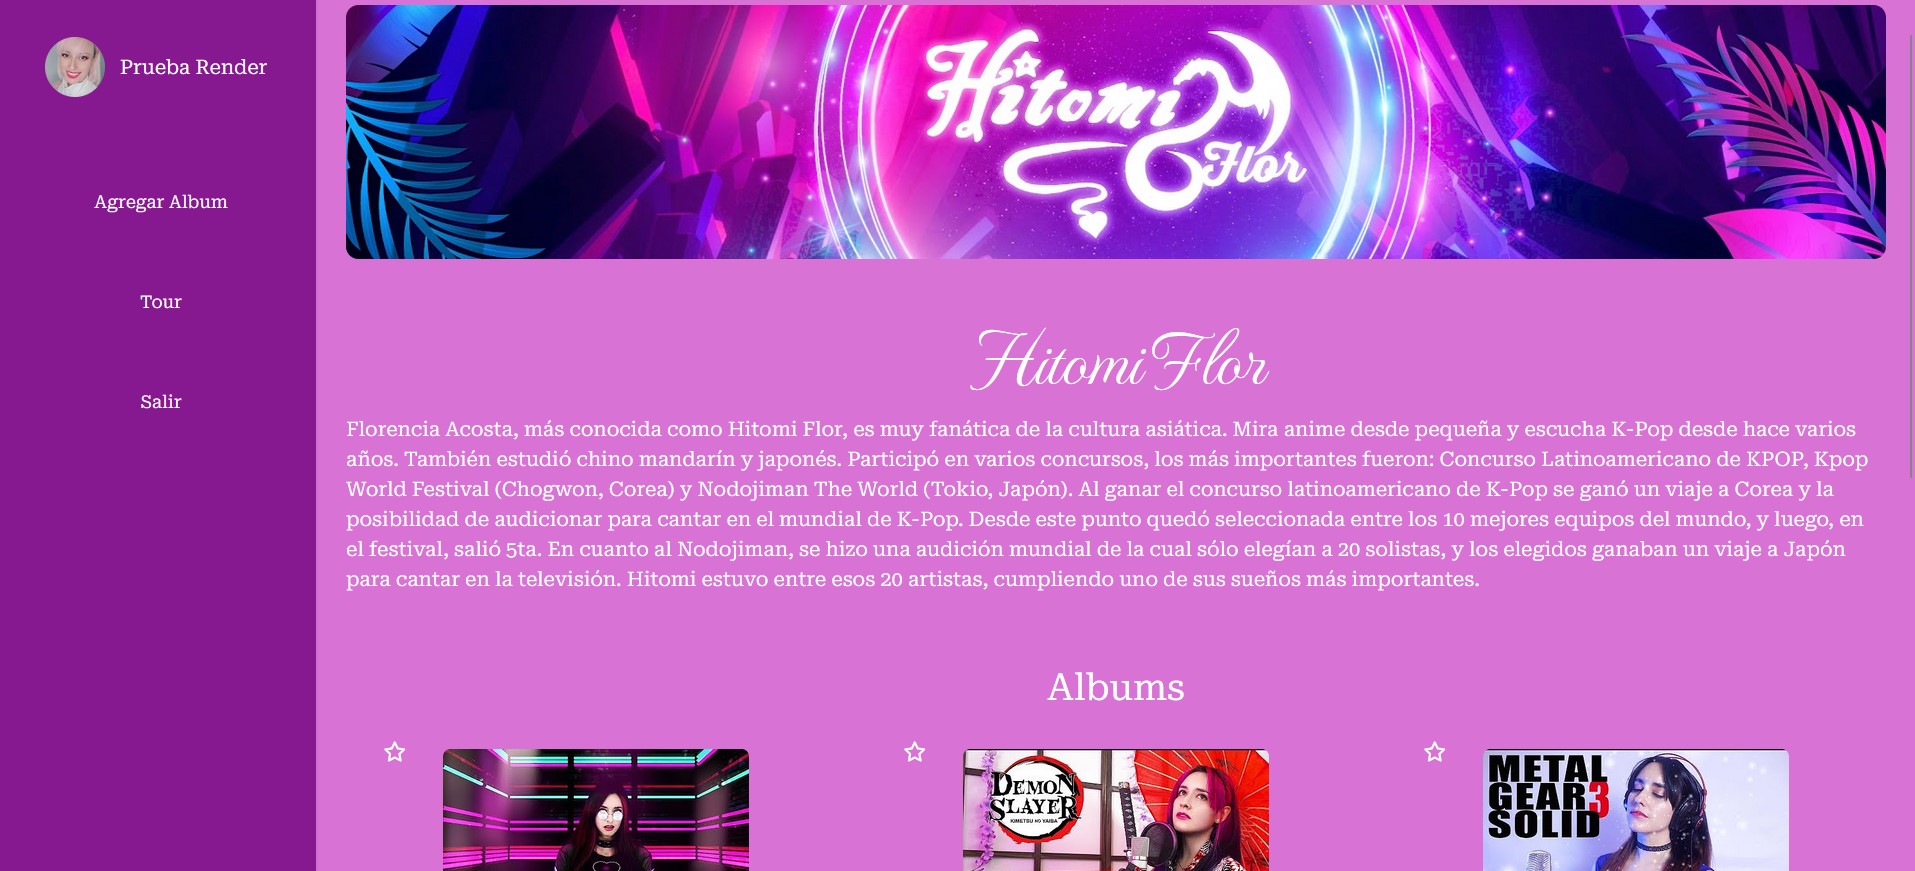 Prueba Render
Agregar Album
Tour
Salir
Hitomi
Flor
Hitomi Flor
Florencia Acosta, más conocida como Hitomi Flor, es muy fanática de la cultura asiática. Mira anime desde pequeña y escucha K-Pop desde hace varios
años. También estudió chino mandarín y japonés. Participó en varios concursos, los más importantes fueron: Concurso Latinoamericano de KPOP, Kpop
World Festival (Chogwon, Corea) y Nodojiman The World (Tokio, Japón). Al ganar el concurso latinoamericano de K-Pop se ganó un viaje a Corea y la
posibilidad de audicionar para cantar en el mundial de K-Pop. Desde este punto quedó seleccionada entre los 10 mejores equipos del mundo, y luego, en
el festival, salió 5ta. En cuanto al Nodojiman, se hizo una audición mundial de la cual sólo elegían a 20 solistas, y los elegidos ganaban un viaje a Japón
para cantar en la televisión. Hitomi estuvo entre esos 20 artistas, cumpliendo uno de sus sueños más importantes.
Albums
DEMON
SLAYER
KIMETSU NO YAIBA
METAL
GEAR3
SOLID